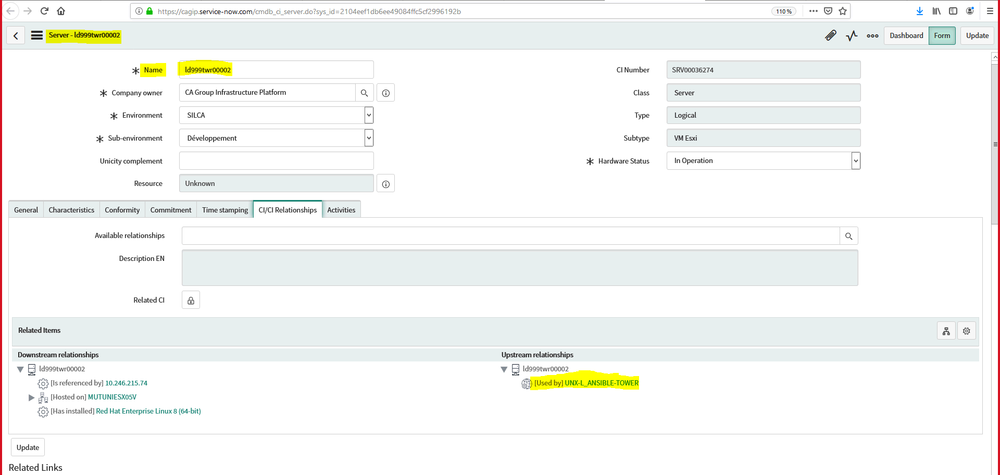 https://cagip.service-now.com/cmdb_ci_server.do?sys_id=2104eef1db6ee49084ffc5cf2996192b
110 %
Server - ld999twr00002
Dashboard Form Update
* Name ld999twr00002
CI Number SRV00036274
* Company owner CA Group Infrastructure Platform
Class Server
* Environment SILCA
Type Logical
* Sub-environment Développement
Subtype VM Esxi
Unicity complement
* Hardware Status In Operation
Resource Unknown
General Characteristics Conformity Commitment Time stamping CI/CI Relationships Activities
Available relationships
Description EN
Related CI
Related Items
Downstream relationships
ld999twr00002
[Is referenced by] 10.246.215.74
[Hosted on] MUTUNIESX05V
[Has installed] Red Hat Enterprise Linux 8 (64-bit)
Upstream relationships
ld999twr00002
[Used by] UNX-L_ANSIBLE-TOWER
Update
Related Links